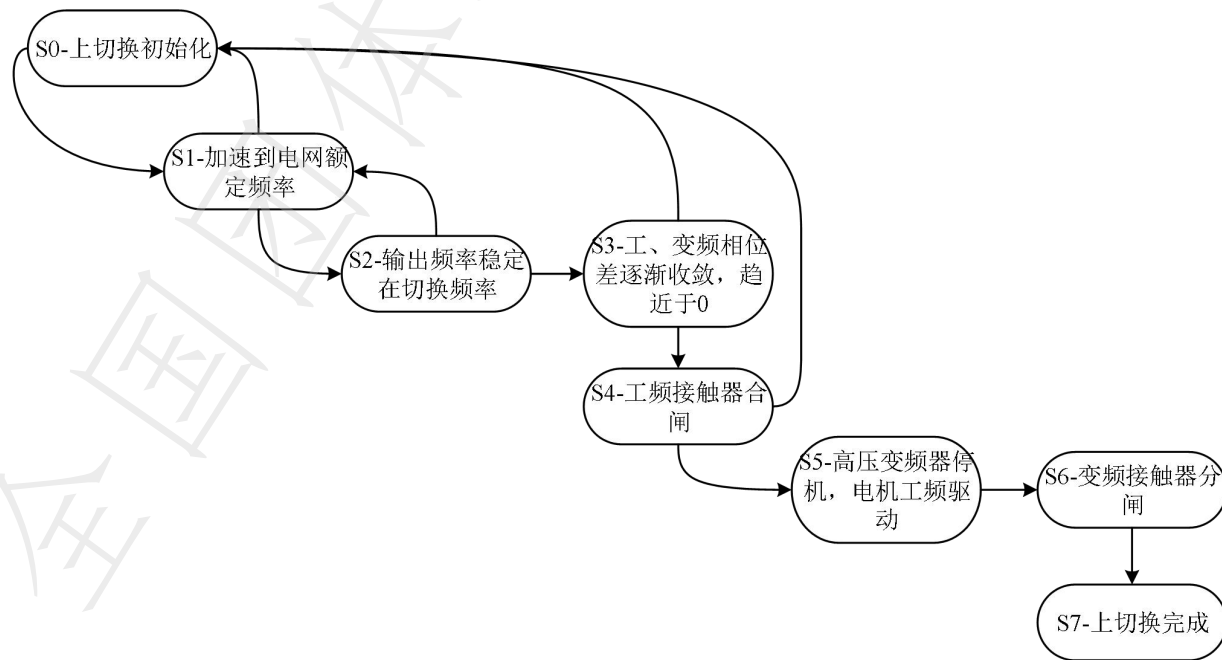 S0-上切换初始化
S1-加速到电网额
定频率
S2-输出频率稳定
在切换频率
S3-工、变频相位
差逐渐收敛，趋
近于0
S4-工频接触器合
闸
S5-高压变频器停
机，电机工频驱
动
S6-变频接触器分
闸
S7-上切换完成
全国团体